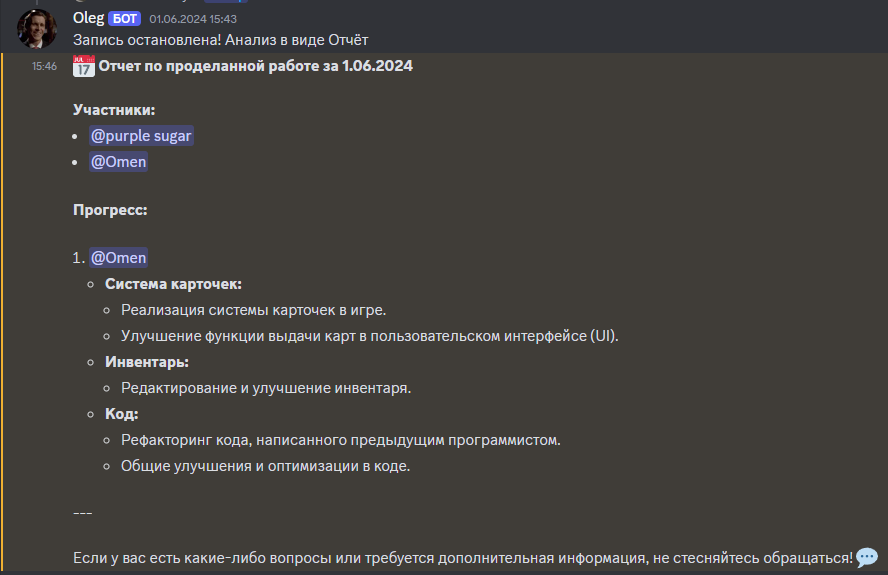 Oleg БОТ 01.06.2024 15:43
Запись остановлена! Анализ в виде Отчёт
15:46 JUL 17 Отчет по проделанной работе за 1.06.2024
Участники:
• @purple sugar
• @Omen
Прогресс:
1. @Omen
Система карточек:
Реализация системы карточек в игре.
Улучшение функции выдачи карт в пользовательском интерфейсе (UI).
Инвентарь:
Редактирование и улучшение инвентаря.
Код:
Рефакторинг кода, написанного предыдущим программистом.
Общие улучшения и оптимизации в коде.
---
Если у вас есть какие-либо вопросы или требуется дополнительная информация, не стесняйтесь обращаться!